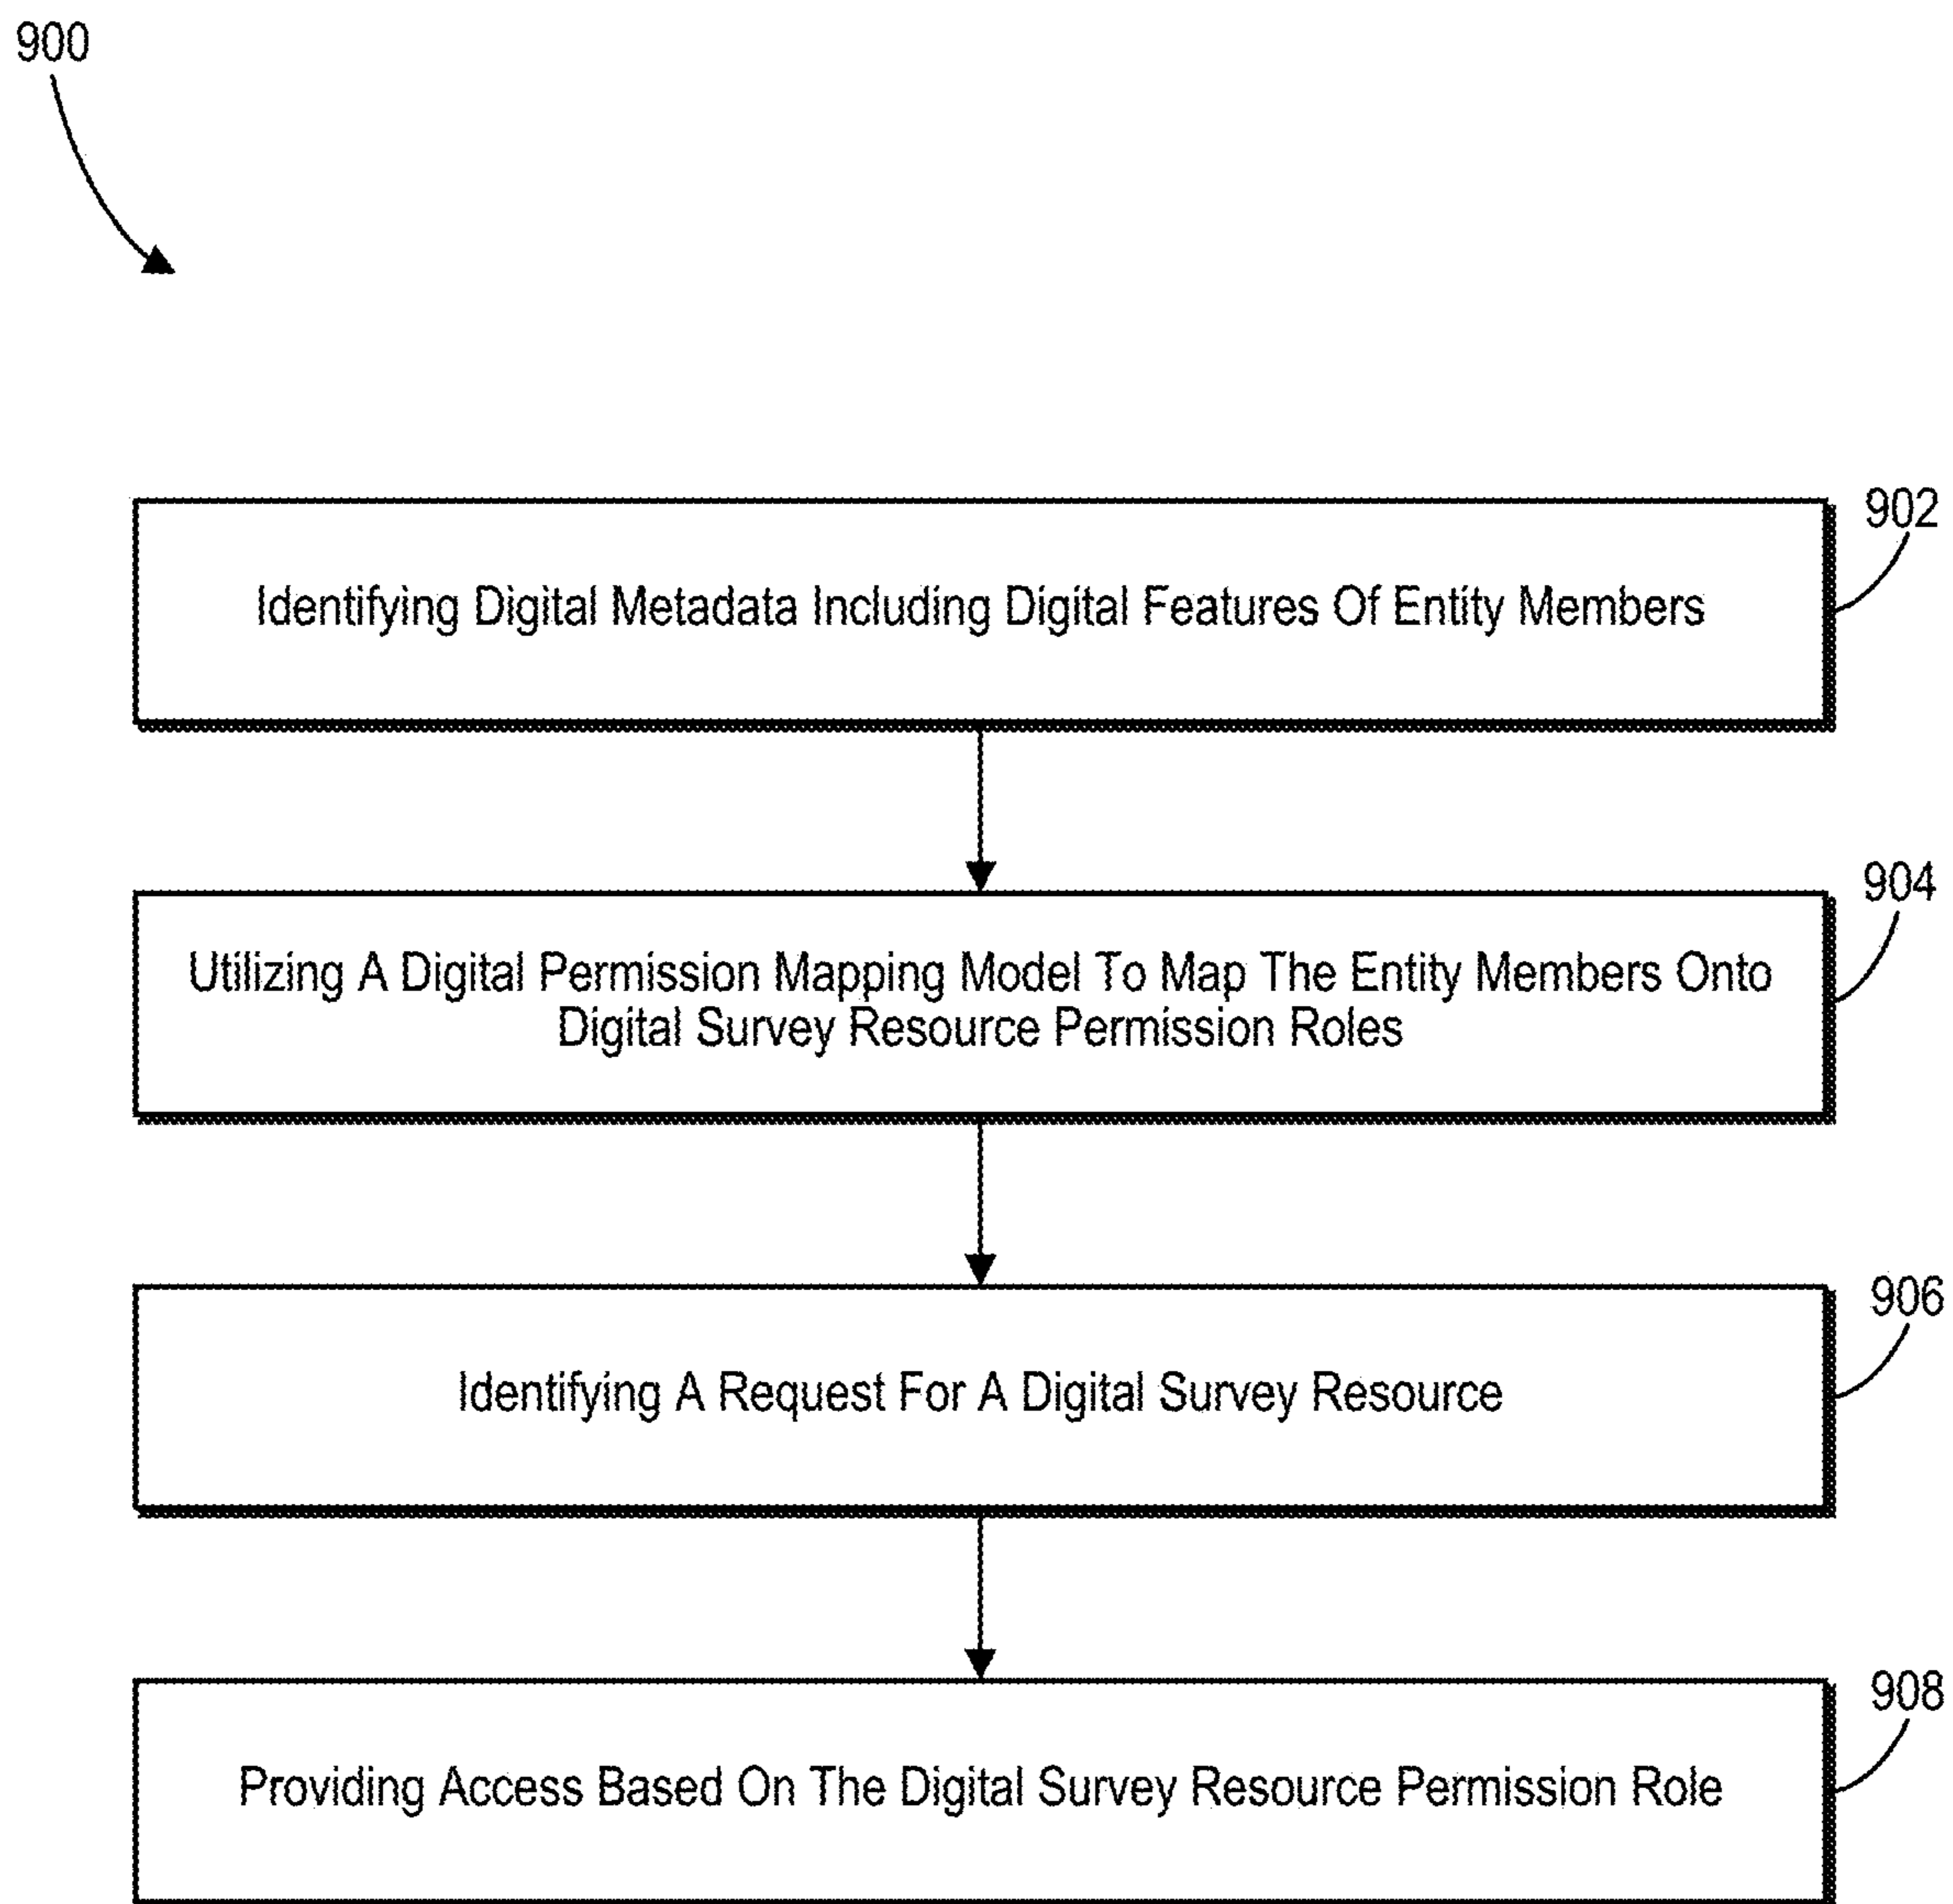 900
902
Identifying Digital Metadata Including Digital Features Of Entity Members
904
Utilizing A Digital Permission Mapping Model To Map The Entity Members Onto
Digital Survey Resource Permission Roles
906
Identifying A Request For A Digital Survey Resource
908
Providing Access Based On The Digital Survey Resource Permission Role